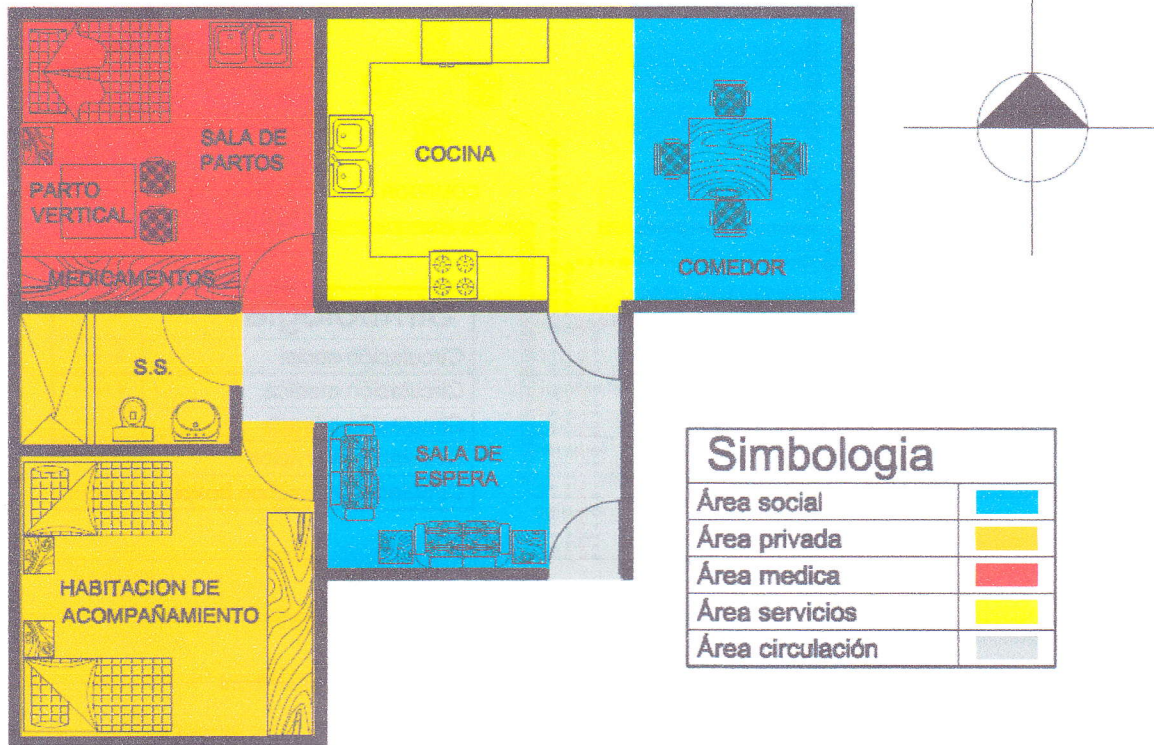 SALA DE
PARTOS
PARTO
VERTICAL
MEDICAMENTOS
COCINA
COMEDOR
S.S.
SALA DE
ESPERA
HABITACION DE
ACOMPAÑAMIENTO
Simbologia
Área social
Área privada
Área medica
Área servicios
Área circulación